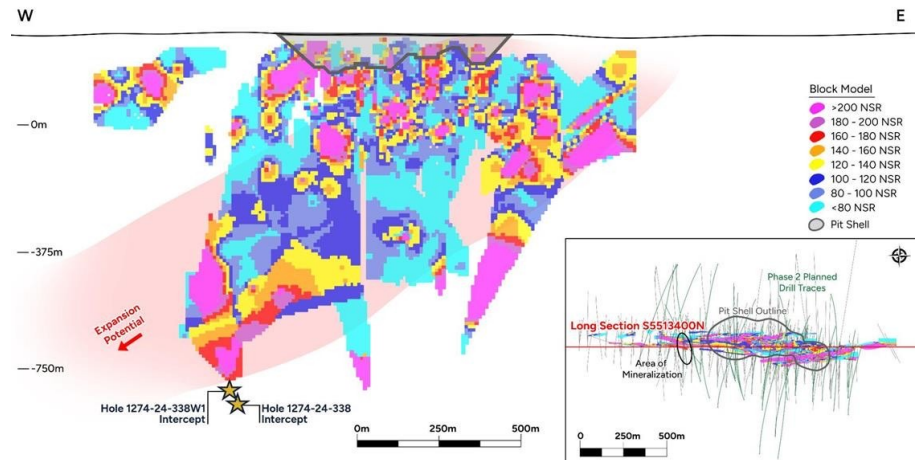 W
E
Block Model
>200 NSR
180 - 200 NSR
160 - 180 NSR
140 - 160 NSR
120 - 140 NSR
100 - 120 NSR
80 - 100 NSR
<80 NSR
Pit Shell
0m
-375m
-750m
Expansion
Potential
Hole 1274-24-338W1
Intercept
Hole 1274-24-338
Intercept
0m 250m 500m
Phase 2 Planned
Drill Traces
Pit Shell Outline
Long Section S5513400N
Area of
Mineralization
0m 250m 500m